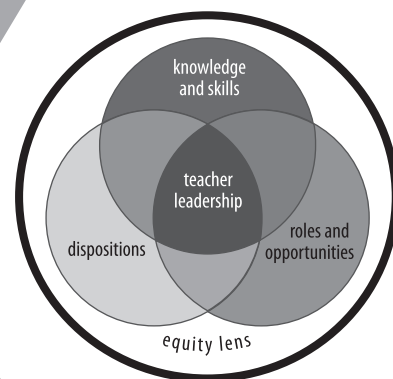 knowledge
and skills
teacher
leadership
dispositions
roles and
opportunities
equity lens